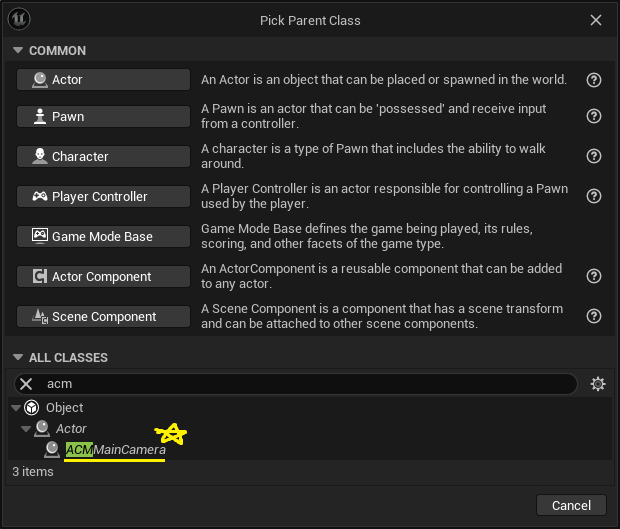 Pick Parent Class
COMMON
Actor
An Actor is an object that can be placed or spawned in the world.
Pawn
A Pawn is an actor that can be 'possessed' and receive input
from a controller.
Character
A character is a type of Pawn that includes the ability to walk
around.
Player Controller
A Player Controller is an actor responsible for controlling a Pawn
used by the player.
Game Mode Base
Game Mode Base defines the game being played, its rules,
scoring, and other facets of the game type.
Actor Component
An ActorComponent is a reusable component that can be added
to any actor.
Scene Component
A Scene Component is a component that has a scene transform
and can be attached to other scene components.
ALL CLASSES
acm
Object
Actor
ACMMainCamera
3 items
Cancel